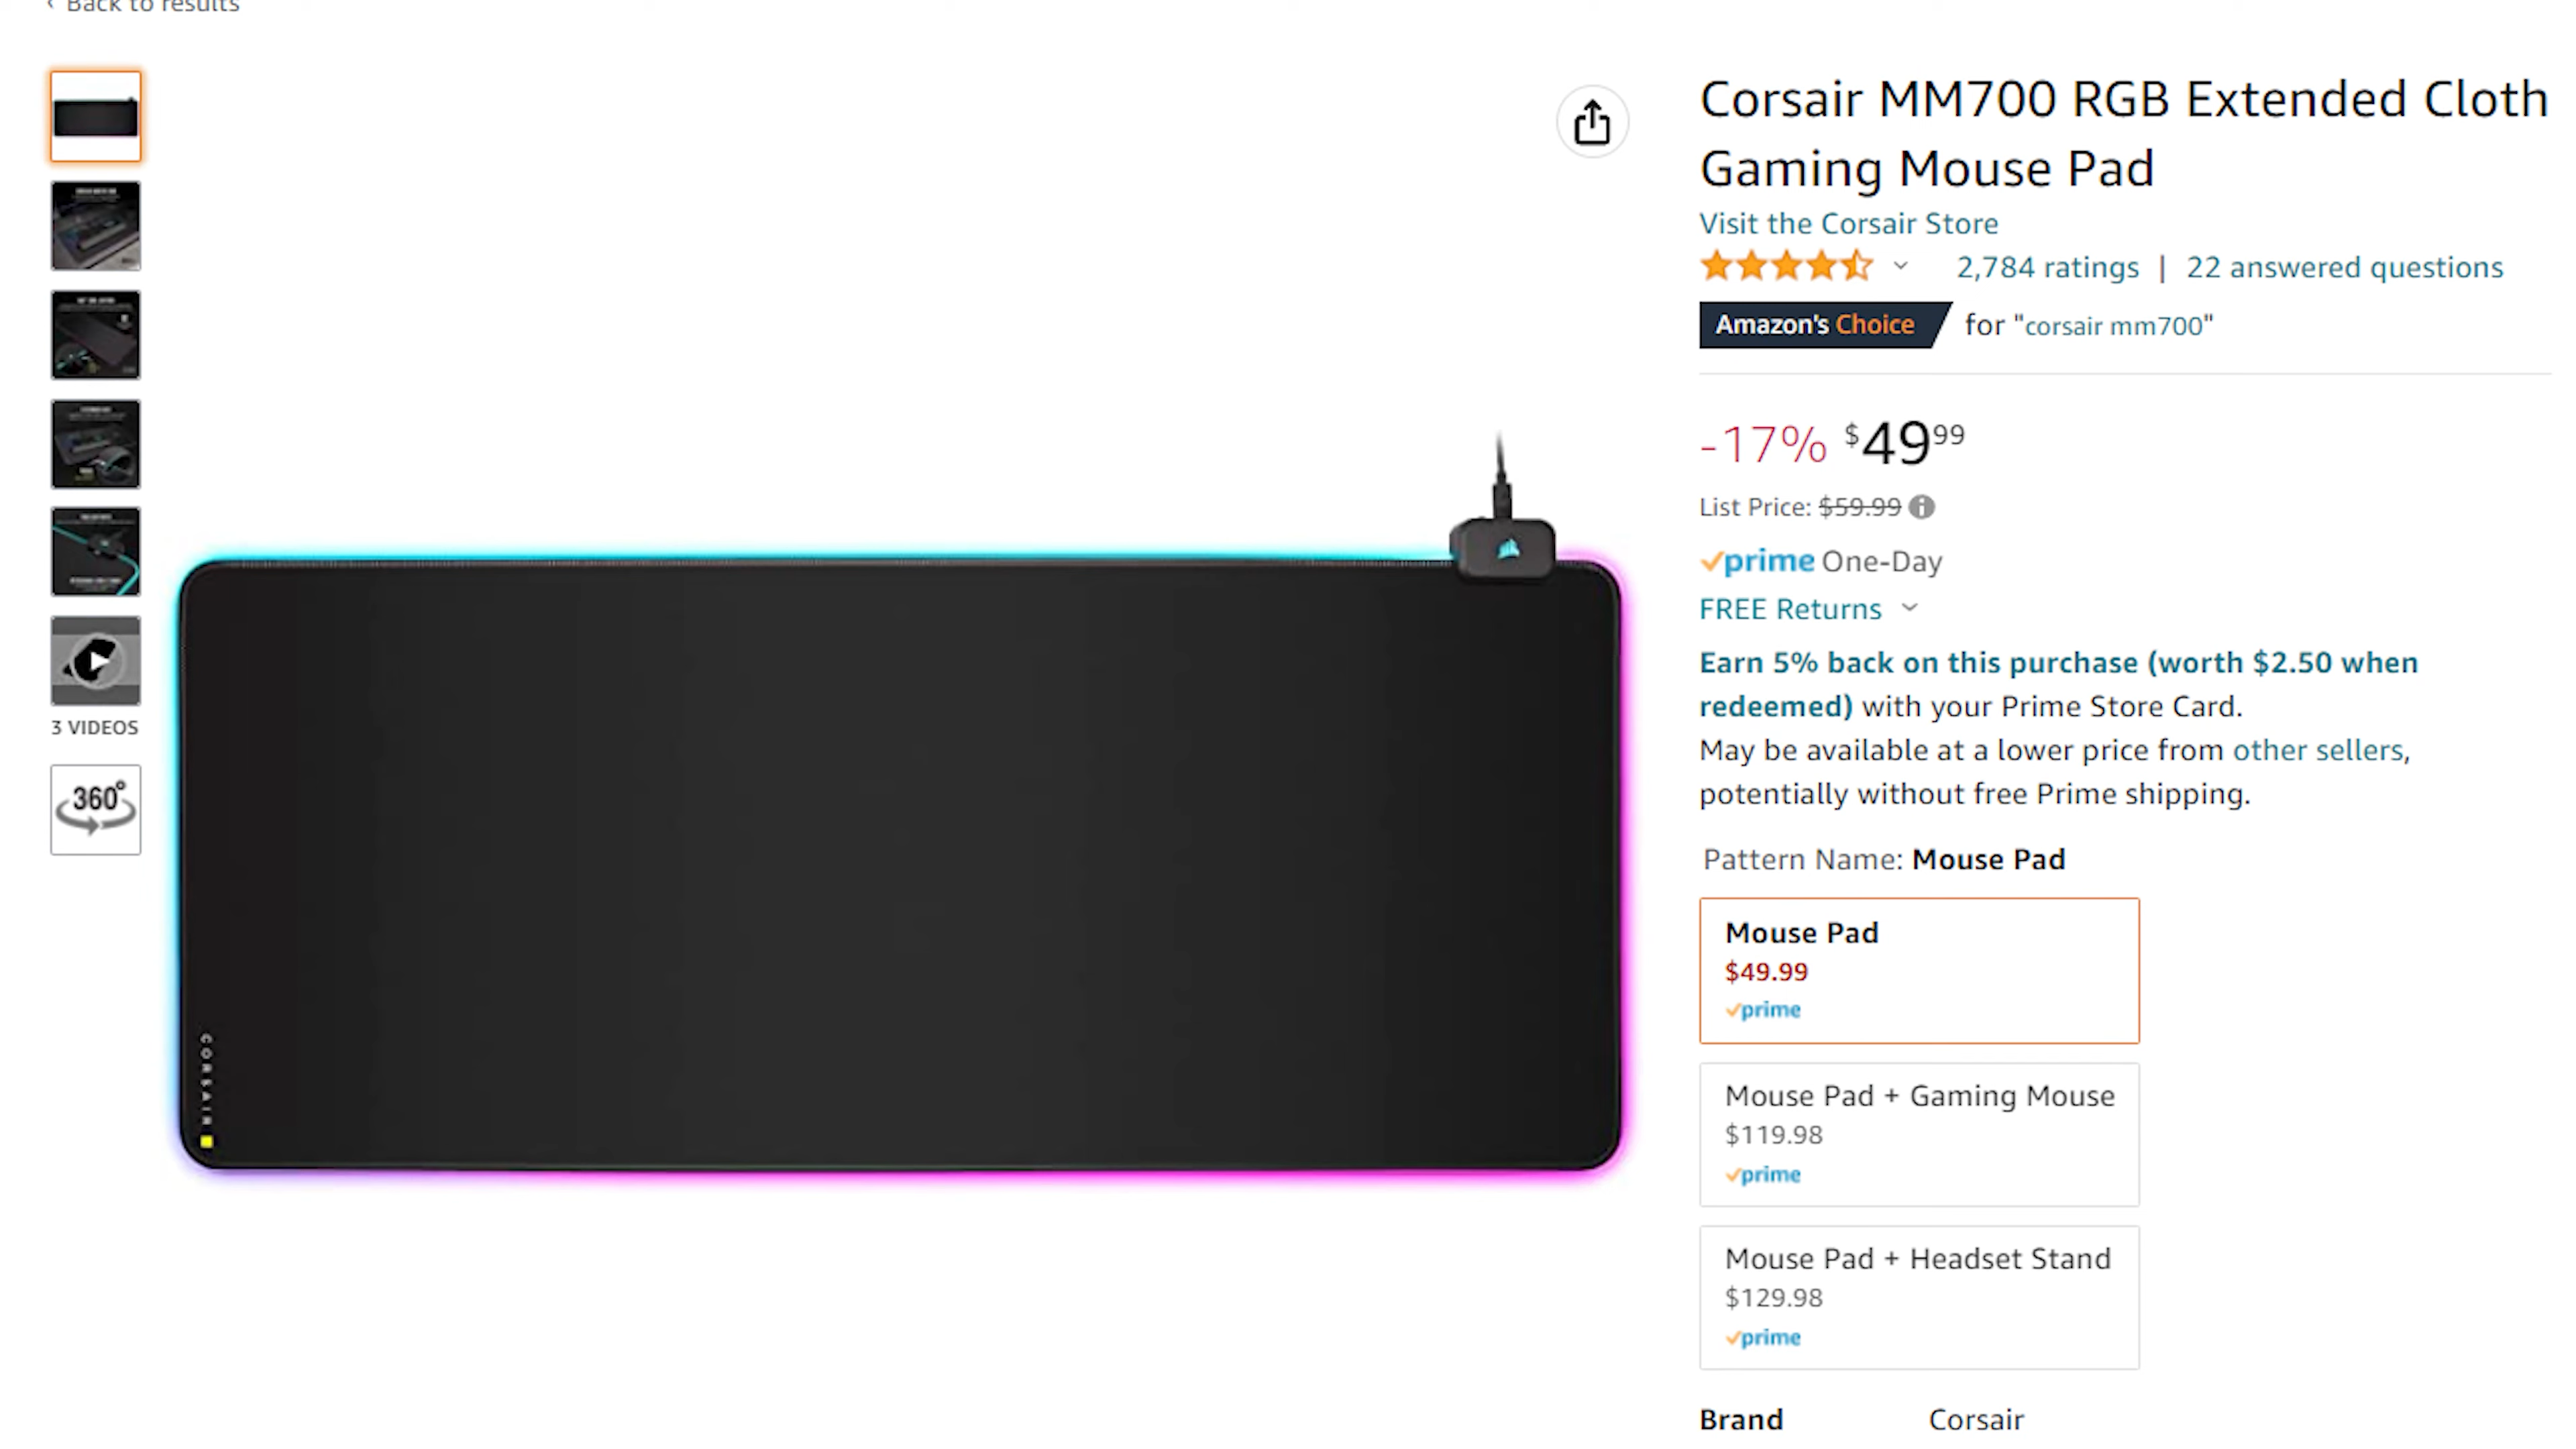 ‹ Back to results
Corsair MM700 RGB Extended Cloth
Gaming Mouse Pad
Visit the Corsair Store
2,784 ratings | 22 answered questions
Amazon's Choice for "corsair mm700"
-17% $49 99
List Price: $59.99
prime One-Day
FREE Returns
Earn 5% back on this purchase (worth $2.50 when
redeemed) with your Prime Store Card.
May be available at a lower price from other sellers,
potentially without free Prime shipping.
Pattern Name: Mouse Pad
Mouse Pad
$49.99
prime
Mouse Pad + Gaming Mouse
$119.98
prime
Mouse Pad + Headset Stand
$129.98
prime
Brand Corsair
3 VIDEOS
360°
CORSAIR